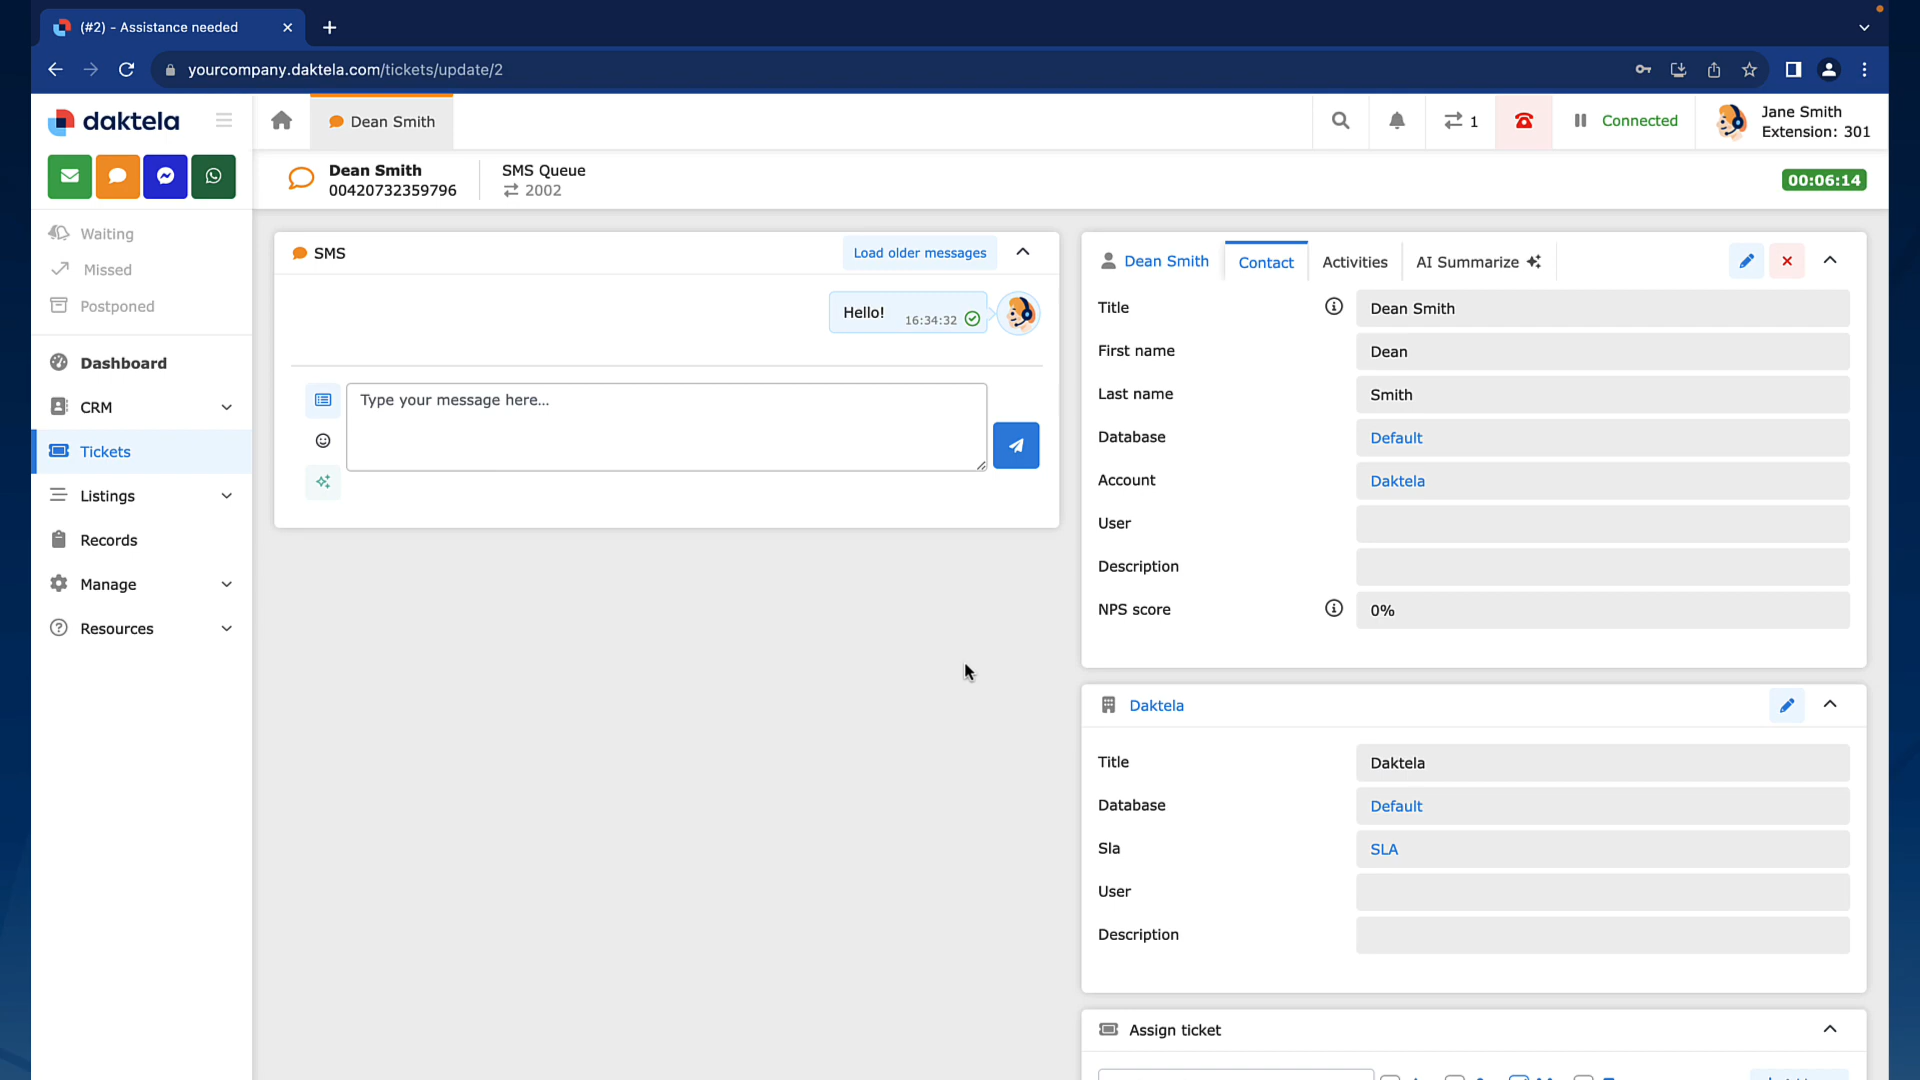 (#2) - Assistance needed
yourcompany.daktela.com/tickets/update/2
daktela
Dean Smith
1
Connected
Jane Smith
Extension: 301
Dean Smith
00420732359796
SMS Queue
2002
00:06:14
Waiting
Missed
Postponed
Dashboard
CRM
Tickets
Listings
Records
Manage
Resources
SMS
Load older messages
Hello!
16:34:32
Type your message here...
Dean Smith
Contact
Activities
AI Summarize
Title
Dean Smith
First name
Dean
Last name
Smith
Database
Default
Account
Daktela
User
Description
NPS score
0%
Daktela
Title
Daktela
Database
Default
Sla
SLA
User
Description
Assign ticket